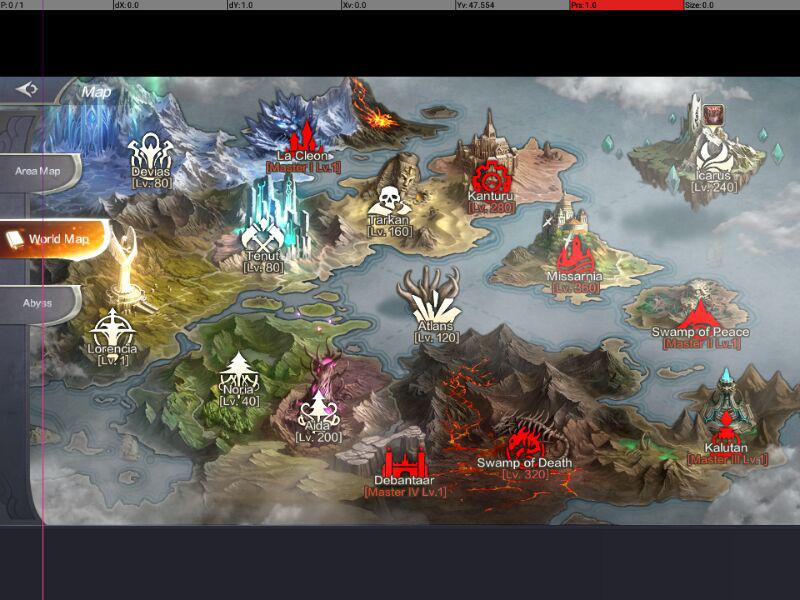 P: 0 / 1
dX: 0.0
dY: 1.0
Xv: 0.0
Yv: 47.554
Prs: 1.0
Size: 0.0
Map
Area Map
World Map
Abyss
Devias
[Lv. 80]
La Cleon
[Master I Lv.1]
Icarus
[Lv. 240]
Kanturu
[Lv. 280]
Tarkan
[Lv. 160]
Tenut
[Lv. 80]
Missarnia
[Lv. 360]
Atlans
[Lv. 120]
Swamp of Peace
[Master II Lv.1]
Lorencia
[Lv. 1]
Noria
[Lv. 40]
Aida
[Lv. 200]
Kalutan
[Master III Lv.1]
Swamp of Death
[Lv. 320]
Debantaar
[Master IV Lv.1]